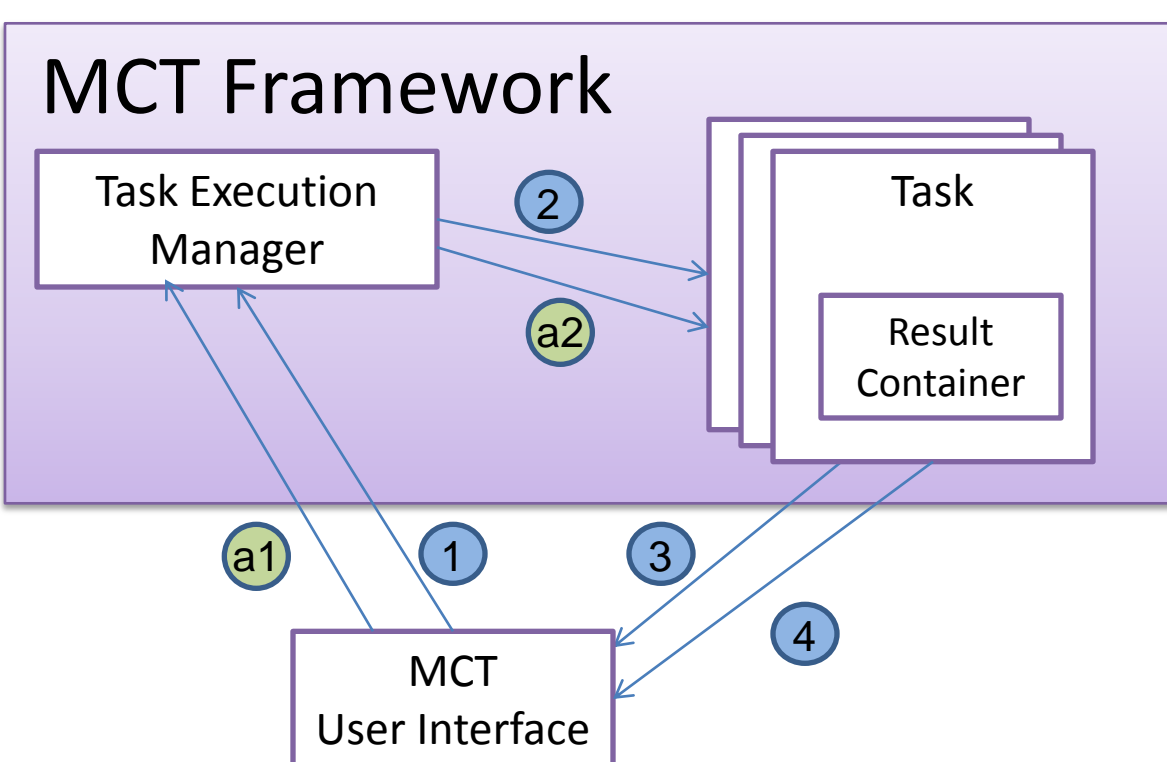 MCT Framework
Task Execution
Manager
2
a2
Task
Result
Container
a1
1
3
4
MCT
User Interface